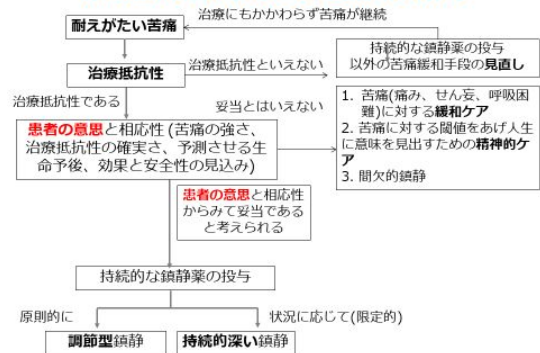 耐えがたい苦痛
治療にもかかわらず苦痛が継続
持続的な鎮静薬の投与
以外の苦痛緩和手段の見直し
治療抵抗性
治療抵抗性といえない
治療抵抗性である
妥当とはいえない
患者の意思と相応性 (苦痛の強さ、
治療抵抗性の確実さ、予測させる生
命予後、効果と安全性の見込み)
1. 苦痛(痛み、せん妄、呼吸困
難)に対する緩和ケア
2. 苦痛に対する閾値をあげ人生
に意味を見出すための精神的ケ
ア
3. 間欠的鎮静
患者の意思と相応性
からみて妥当である
と考えられる
持続的な鎮静薬の投与
原則的に
状況に応じて(限定的)
調節型鎮静
持続的深い鎮静